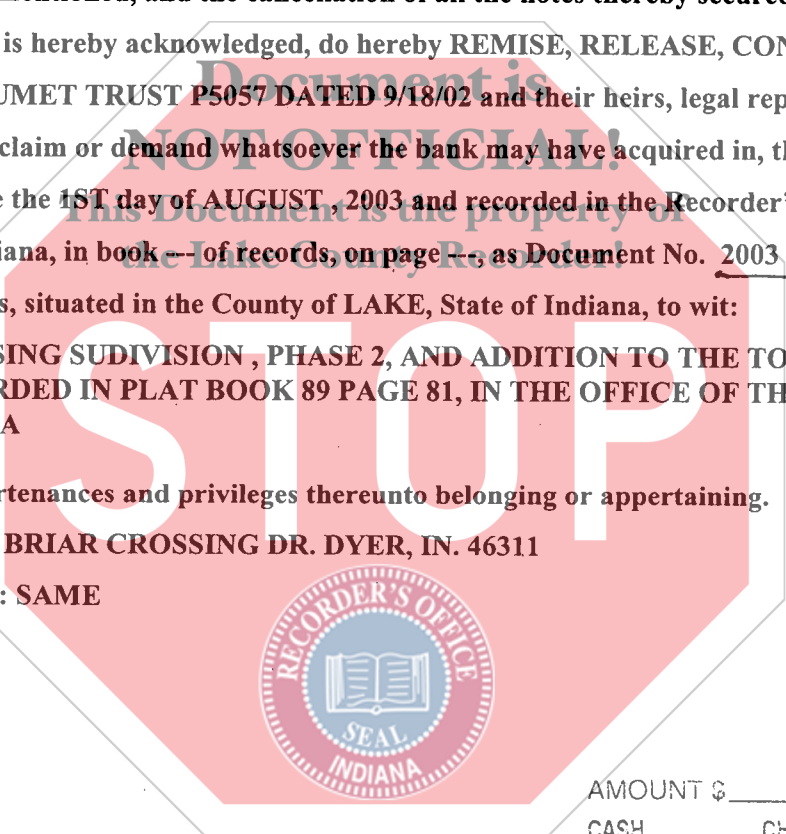 is hereby acknowledged, do hereby REMISE, RELEASE, CON
Document is
UMET TRUST P5057 DATED 9/18/02 and their heirs, legal rep
NOT OFFICIAL!
claim or demand whatsoever the bank may have acquired in, th
the 1ST day of AUGUST , 2003 and recorded in the Recorder'
This Document is the property of
iana, in book --- of records, on page ---, as Document No. 2003
the Lake County Recorder!
s, situated in the County of LAKE, State of Indiana, to wit:
SING SUDIVISION , PHASE 2, AND ADDITION TO THE TO
RDED IN PLAT BOOK 89 PAGE 81, IN THE OFFICE OF TH
A
STOP
rtenances and privileges thereunto belonging or appertaining.
BRIAR CROSSING DR. DYER, IN. 46311
: SAME
RECORDER'S OFFICE
SEAL
INDIANA
AMOUNT $
CASH